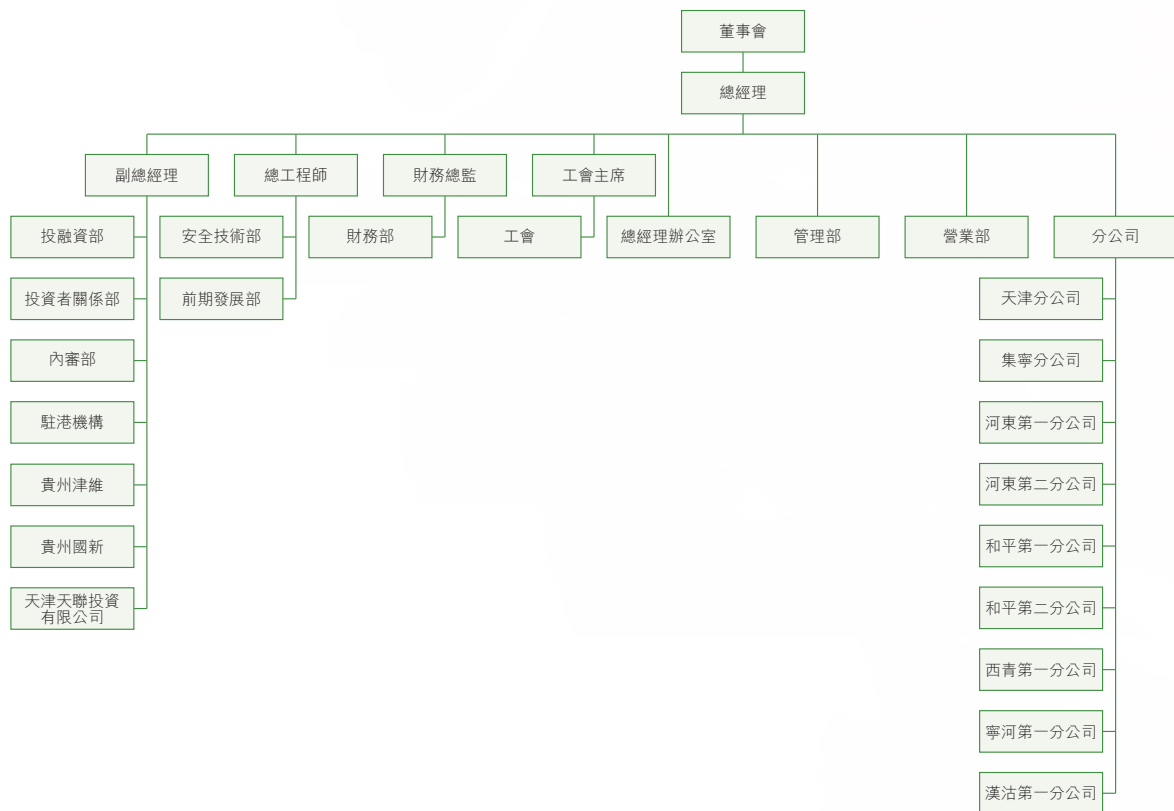 董事會
總經理
副總經理
總工程師
財務總監
工會主席
投融資部
安全技術部
財務部
工會
總經理辦公室
管理部
營業部
分公司
投資者關係部
前期發展部
天津分公司
內審部
集寧分公司
駐港機構
河東第一分公司
貴州津維
河東第二分公司
貴州國新
和平第一分公司
天津天聯投資
有限公司
和平第二分公司
西青第一分公司
寧河第一分公司
漢沽第一分公司